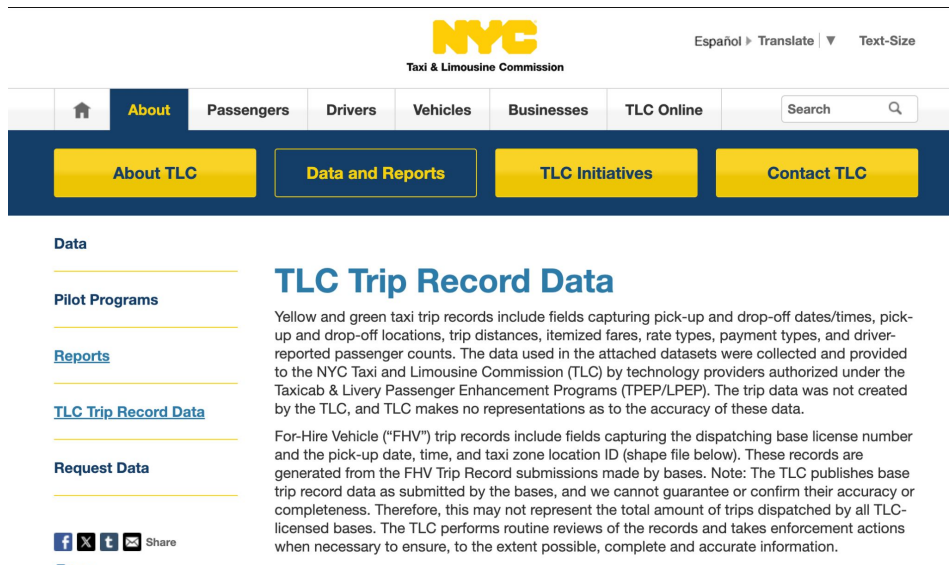 NYC
Taxi & Limousine Commission
Español Translate Text-Size
About Passengers Drivers Vehicles Businesses TLC Online Search
About TLC Data and Reports TLC Initiatives Contact TLC
Data
Pilot Programs
Reports
TLC Trip Record Data
Request Data
Share
TLC Trip Record Data
Yellow and green taxi trip records include fields capturing pick-up and drop-off dates/times, pick-
up and drop-off locations, trip distances, itemized fares, rate types, payment types, and driver-
reported passenger counts. The data used in the attached datasets were collected and provided
to the NYC Taxi and Limousine Commission (TLC) by technology providers authorized under the
Taxicab & Livery Passenger Enhancement Programs (TPEP/LPEP). The trip data was not created
by the TLC, and TLC makes no representations as to the accuracy of these data.
For-Hire Vehicle (“FHV”) trip records include fields capturing the dispatching base license number
and the pick-up date, time, and taxi zone location ID (shape file below). These records are
generated from the FHV Trip Record submissions made by bases. Note: The TLC publishes base
trip record data as submitted by the bases, and we cannot guarantee or confirm their accuracy or
completeness. Therefore, this may not represent the total amount of trips dispatched by all TLC-
licensed bases. The TLC performs routine reviews of the records and takes enforcement actions
when necessary to ensure, to the extent possible, complete and accurate information.